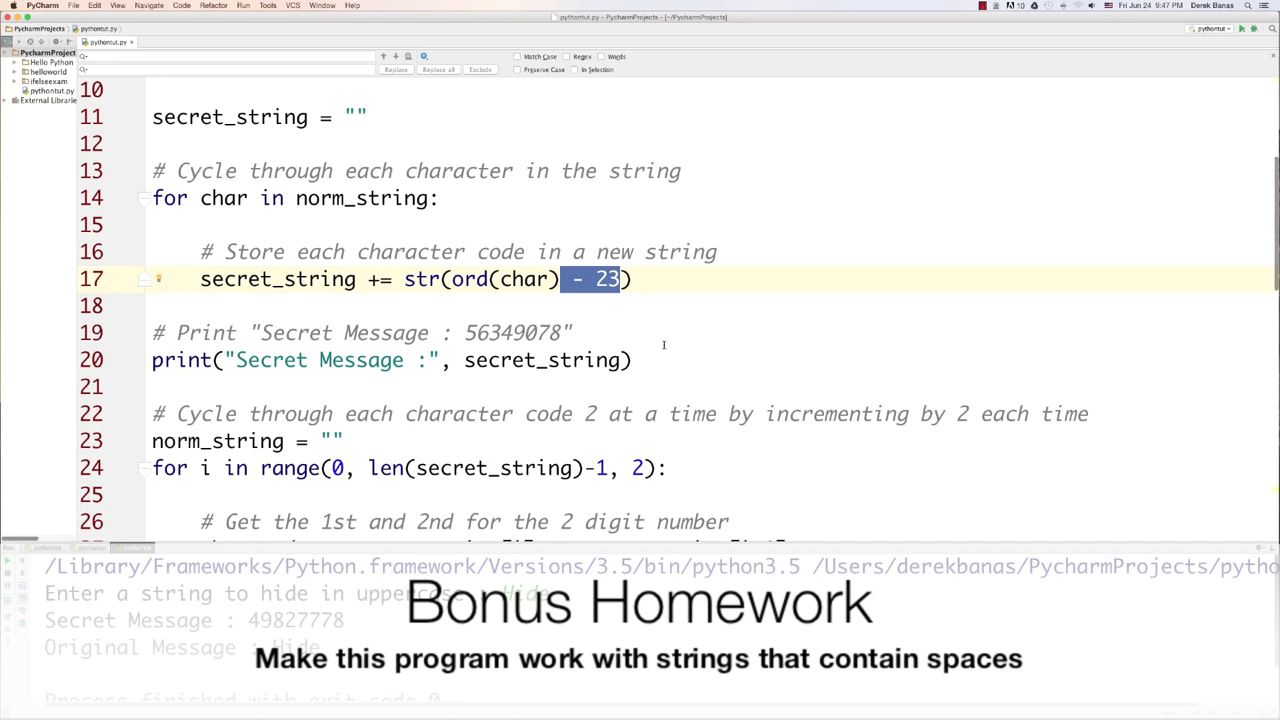 PyCharm File Edit View Navigate Code Refactor Run Tools VCS Window Help
Fri Jun 24 9:47 PM Derek Banas
pythontut.py - PycharmProjects - [~/PycharmProjects]
PycharmProjects pythontut.py
pythontut
pythontut.py
PycharmProject
Hello Python
helloworld
ifelseexam
pythontut.py
External Librarie
Match Case Regex Words
Replace Replace all Exclude Preserve Case In Selection
10
11 secret_string = ""
12
13 # Cycle through each character in the string
14 for char in norm_string:
15
16 # Store each character code in a new string
17 secret_string += str(ord(char) - 23)
18
19 # Print "Secret Message : 56349078"
20 print("Secret Message :", secret_string)
21
22 # Cycle through each character code 2 at a time by incrementing by 2 each time
23 norm_string = ""
24 for i in range(0, len(secret_string)-1, 2):
25
26 # Get the 1st and 2nd for the 2 digit number
/Library/Frameworks/Python.framework/Versions/3.5/bin/python3.5 /Users/derekbanas/PycharmProjects/pytho
Enter a string to hide in uppercase : Hide
Secret Message : 49827778
Original Message : Hide
Process finished with exit code 0
Bonus Homework
Make this program work with strings that contain spaces